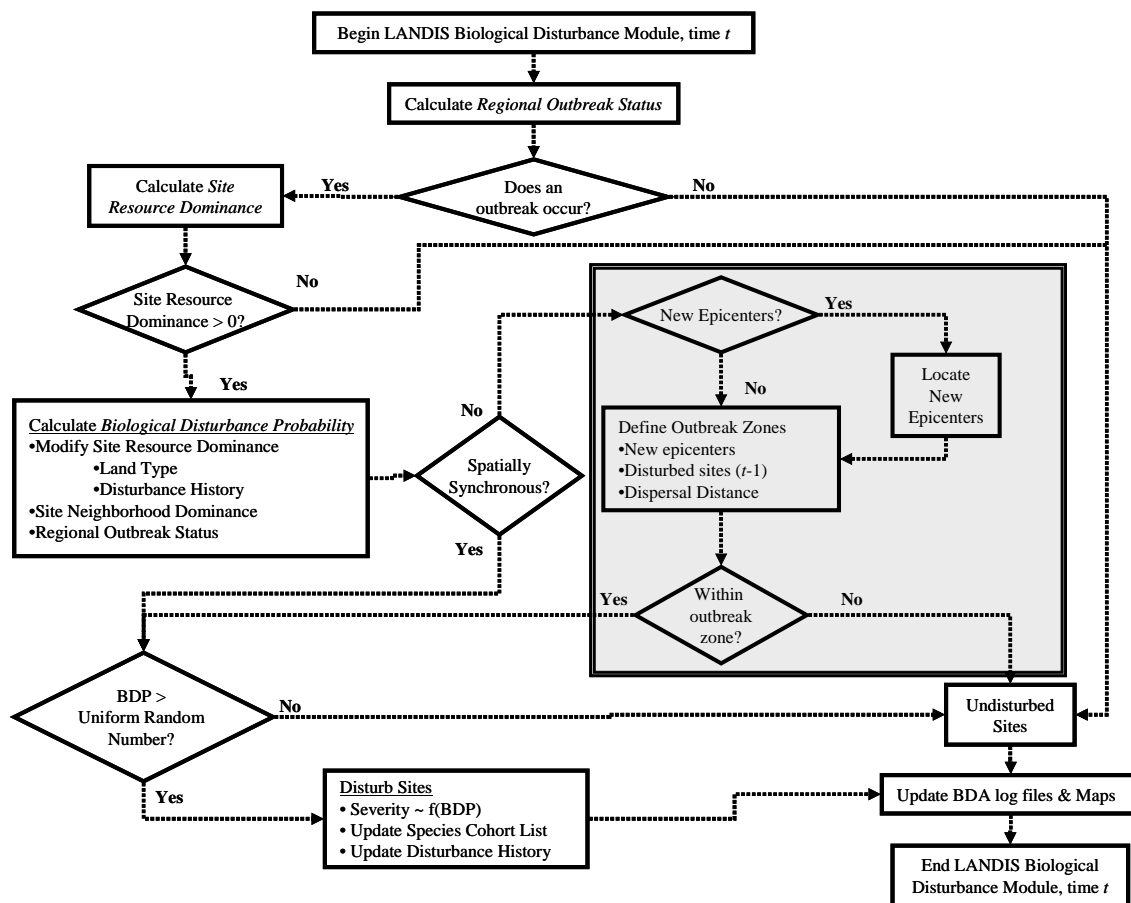 Begin LANDIS Biological Disturbance Module, time t
Calculate Regional Outbreak Status
Does an
outbreak occur?
Yes
No
Calculate Site
Resource Dominance
Site Resource
Dominance > 0?
No
Yes
Calculate Biological Disturbance Probability
•Modify Site Resource Dominance
•Land Type
•Disturbance History
•Site Neighborhood Dominance
•Regional Outbreak Status
Spatially
Synchronous?
No
Yes
New Epicenters?
Yes
No
Locate
New
Epicenters
Define Outbreak Zones
•New epicenters
•Disturbed sites (t-1)
•Dispersal Distance
Within
outbreak
zone?
Yes
No
BDP >
Uniform Random
Number?
No
Yes
Undisturbed
Sites
Disturb Sites
• Severity ~ f(BDP)
• Update Species Cohort List
• Update Disturbance History
Update BDA log files & Maps
End LANDIS Biological
Disturbance Module, time t